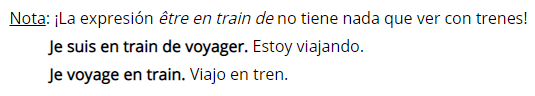 Nota: ¡La expresión être en train de no tiene nada que ver con trenes!
Je suis en train de voyager. Estoy viajando.
Je voyage en train. Viajo en tren.